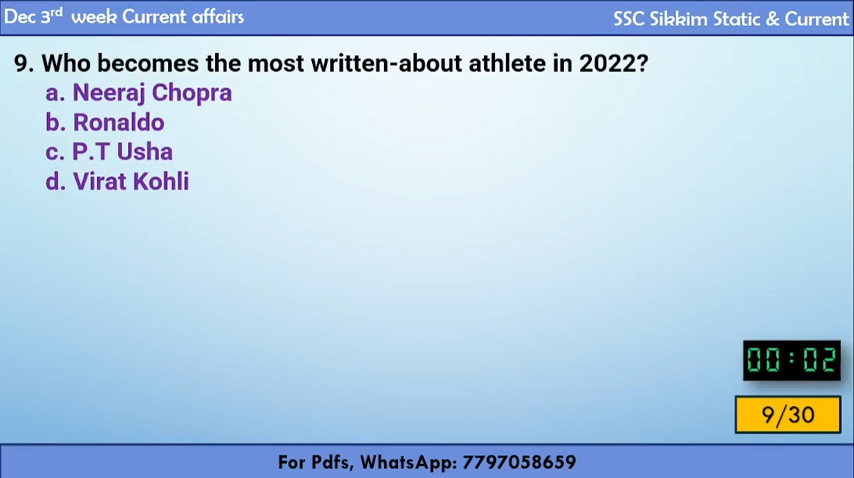 Dec 3rd week Current affairs
SSC Sikkim Static & Current
9. Who becomes the most written-about athlete in 2022?
a. Neeraj Chopra
b. Ronaldo
c. P.T Usha
d. Virat Kohli
00:02
9/30
For Pdfs, WhatsApp: 7797058659